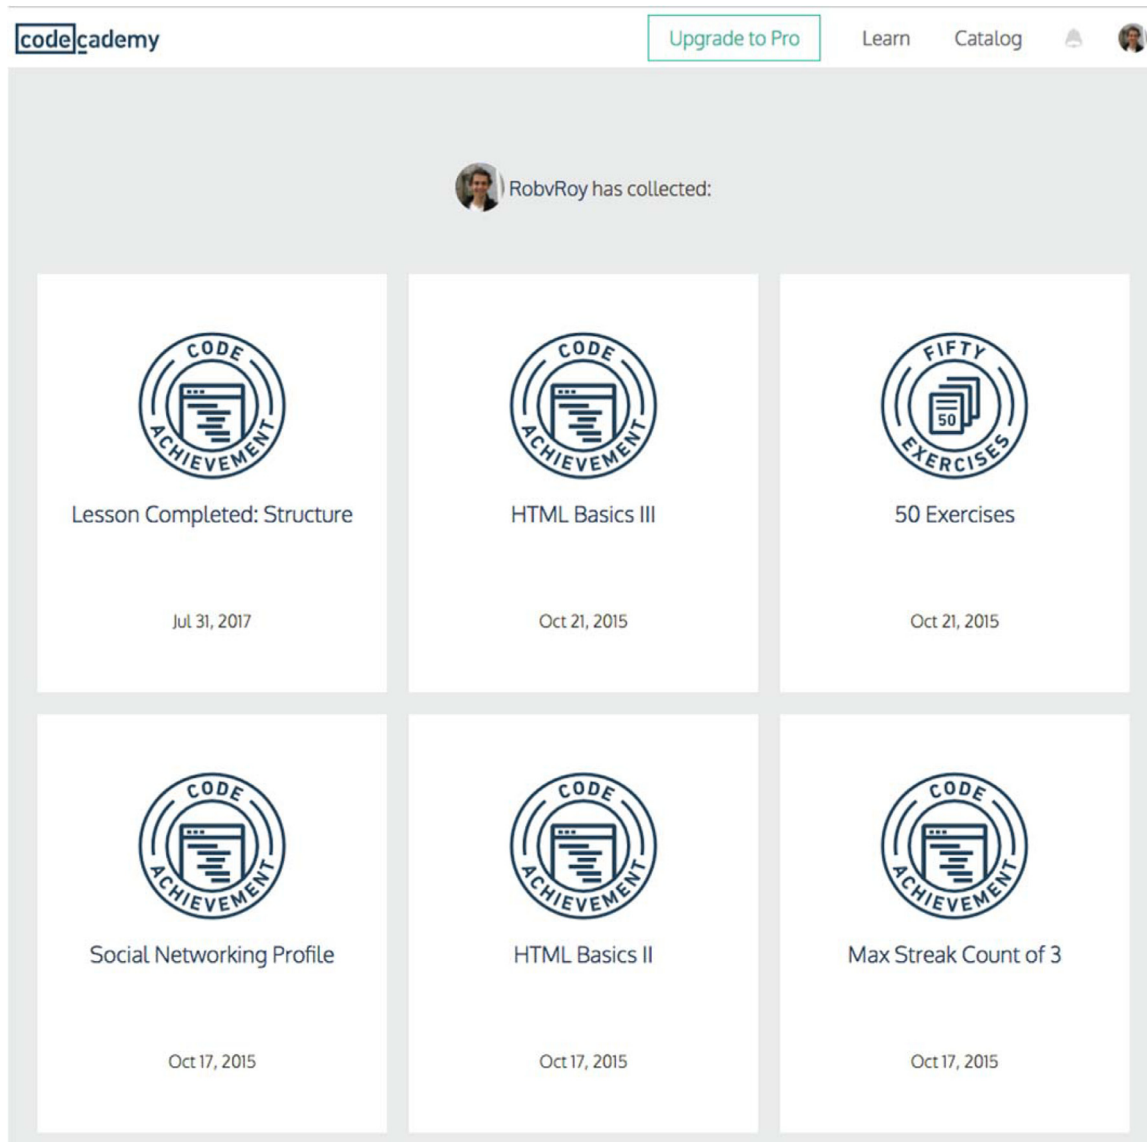 codecademy
Upgrade to Pro
Learn
Catalog
RobvRoy has collected:
CODE
ACHIEVEMENT
Lesson Completed: Structure
Jul 31, 2017
CODE
ACHIEVEMENT
HTML Basics III
Oct 21, 2015
FIFTY
50
EXERCISES
50 Exercises
Oct 21, 2015
CODE
ACHIEVEMENT
Social Networking Profile
Oct 17, 2015
CODE
ACHIEVEMENT
HTML Basics II
Oct 17, 2015
CODE
ACHIEVEMENT
Max Streak Count of 3
Oct 17, 2015